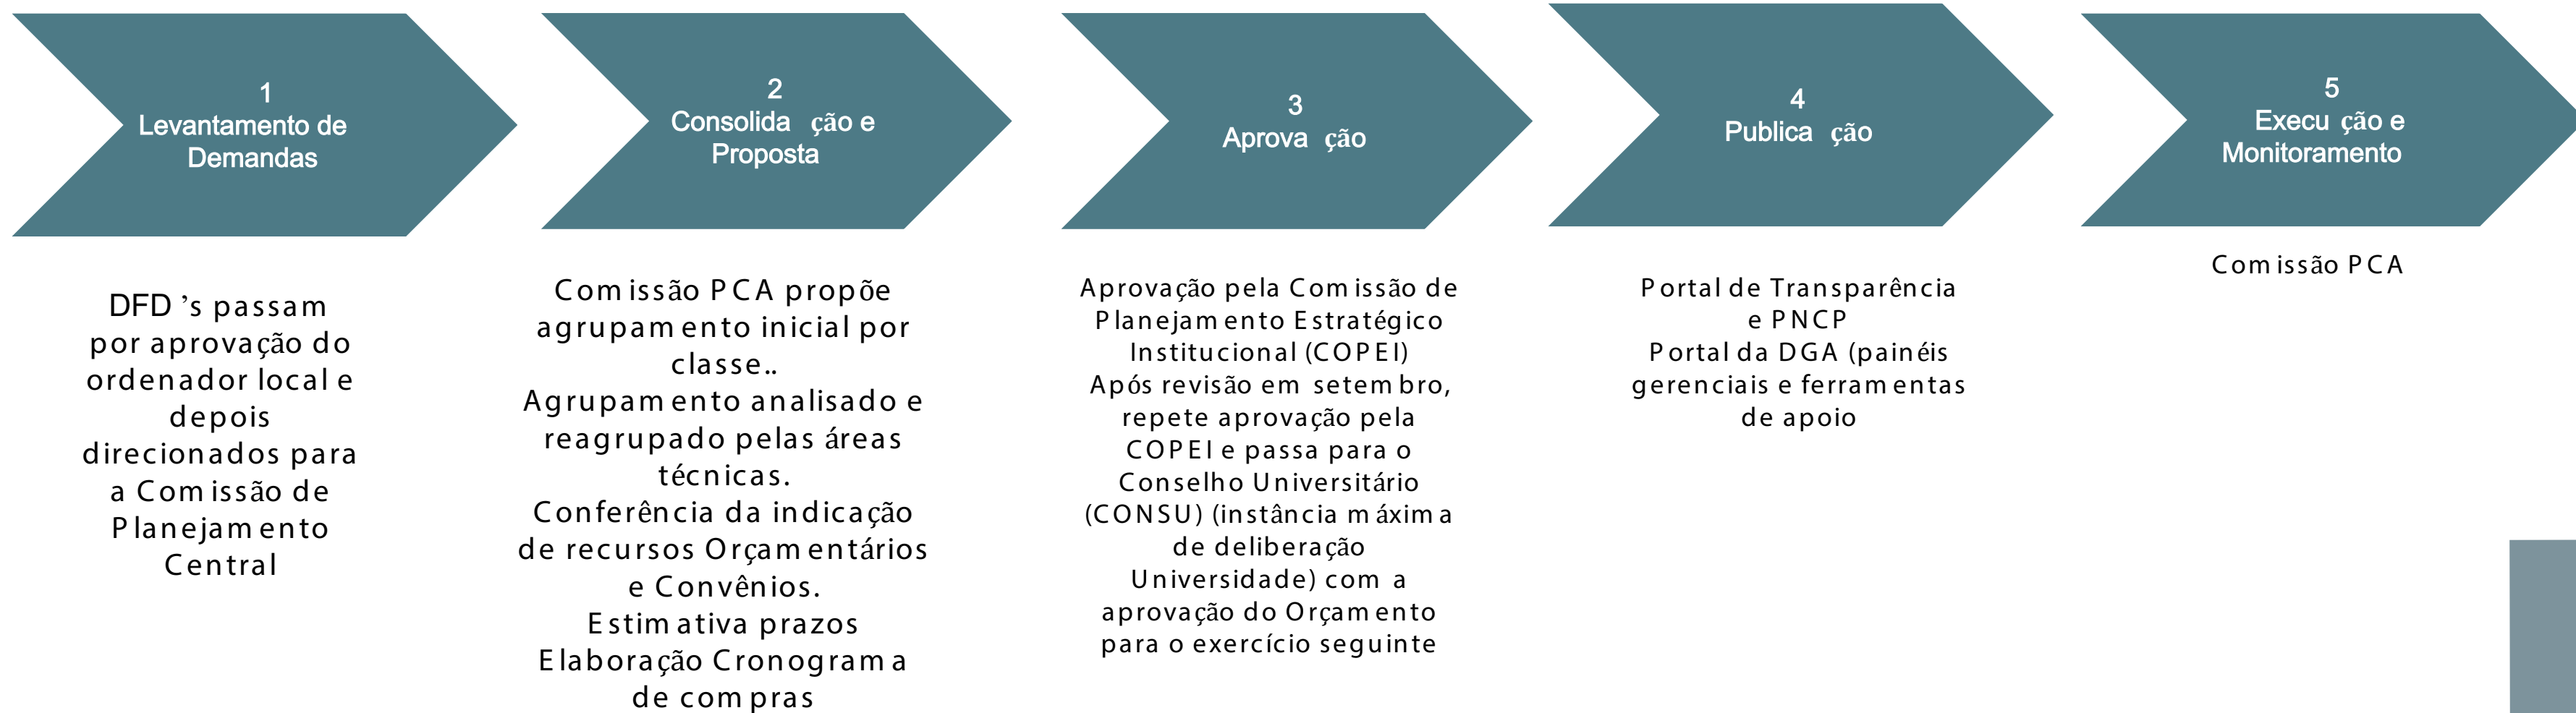 1
Levantamento de
Demandas
DFD 's passam
por aprovação do
ordenador local e
depois
direcionados para
a Comissão de
Planejamento
Central
2
Consolidação e
Proposta
Comissão PCA propõe
agrupamento inicial por
classe..
Agrupamento analisado e
reagrupado pelas áreas
técnicas.
Conferência da indicação
de recursos Orçamentários
e Convênios.
Estimativa prazos
Elaboração Cronograma
de compras
3
Aprovação
Aprovação pela Comissão de
Planejamento Estratégico
Institucional (COPEI)
Após revisão em setembro,
repete aprovação pela
COPEI e passa para o
Conselho Universitário
(CONSU) (instância máxima
de deliberação
Universidade) com a
aprovação do Orçamento
para o exercício seguinte
4
Publicação
Portal de Transparência
e PNCP
Portal da DGA (painéis
gerenciais e ferramentas
de apoio
5
Execução e
Monitoramento
Comissão PCA